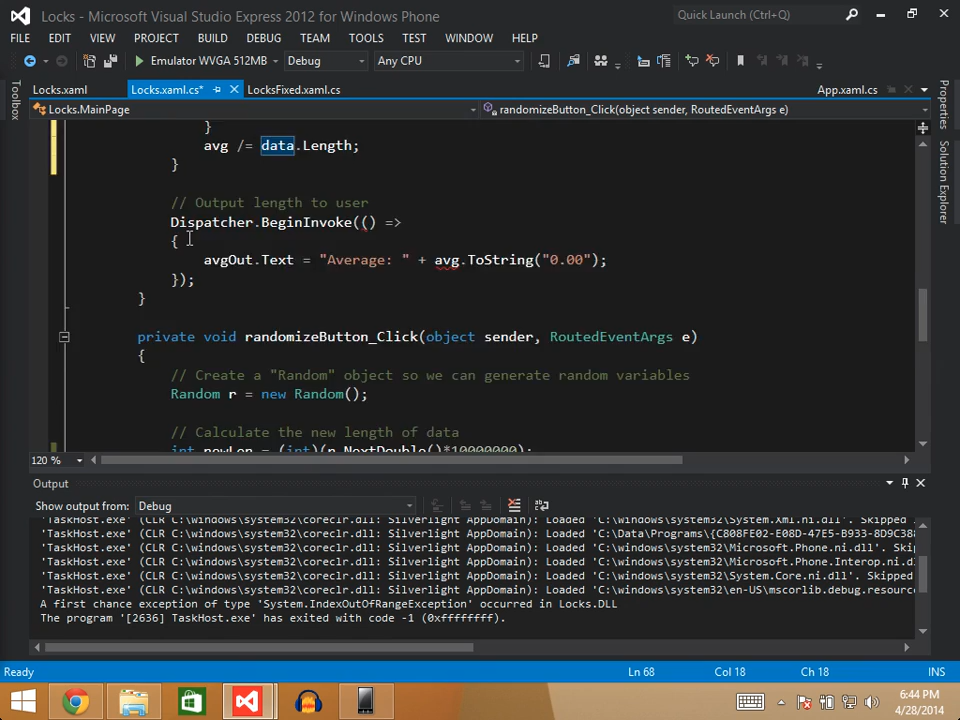 Locks - Microsoft Visual Studio Express 2012 for Windows Phone
Quick Launch (Ctrl+Q)
FILE EDIT VIEW PROJECT BUILD DEBUG TEAM TOOLS TEST WINDOW HELP
Emulator WVGA 512MB Debug Any CPU
Toolbox
Locks.xaml Locks.xaml.cs* LocksFixed.xaml.cs App.xaml.cs
Locks.MainPage randomizeButton_Click(object sender, RoutedEventArgs e)
Properties
Solution Explorer
}
avg /= data.Length;
}
// Output length to user
Dispatcher.BeginInvoke(() =>
{
avgOut.Text = "Average: " + avg.ToString("0.00");
});
}
private void randomizeButton_Click(object sender, RoutedEventArgs e)
{
// Create a "Random" object so we can generate random variables
Random r = new Random();
// Calculate the new length of data
int newLen = (int)(r.NextDouble()*10000000);
120 %
Output
Show output from: Debug
'TaskHost.exe' (CLR C:\windows\system32\coreclr.dll: Silverlight AppDomain): Loaded 'C:\windows\system32\System.Xml.ni.dll'. Skipped
'TaskHost.exe' (CLR C:\windows\system32\coreclr.dll: Silverlight AppDomain): Loaded 'C:\Data\Programs\{C808FE02-E08D-47E5-B933-8D9C38
'TaskHost.exe' (CLR C:\windows\system32\coreclr.dll: Silverlight AppDomain): Loaded 'C:\windows\system32\Microsoft.Phone.ni.dll'. Ski
'TaskHost.exe' (CLR C:\windows\system32\coreclr.dll: Silverlight AppDomain): Loaded 'C:\windows\system32\Microsoft.Phone.Interop.ni.d
'TaskHost.exe' (CLR C:\windows\system32\coreclr.dll: Silverlight AppDomain): Loaded 'C:\windows\system32\System.Core.ni.dll'. Skipped
'TaskHost.exe' (CLR C:\windows\system32\coreclr.dll: Silverlight AppDomain): Loaded 'C:\windows\system32\en-US\mscorlib.debug.resourc
A first chance exception of type 'System.IndexOutOfRangeException' occurred in Locks.DLL
The program '[2636] TaskHost.exe' has exited with code -1 (0xffffffff).
Ready Ln 68 Col 18 Ch 18 INS
6:44 PM
4/28/2014